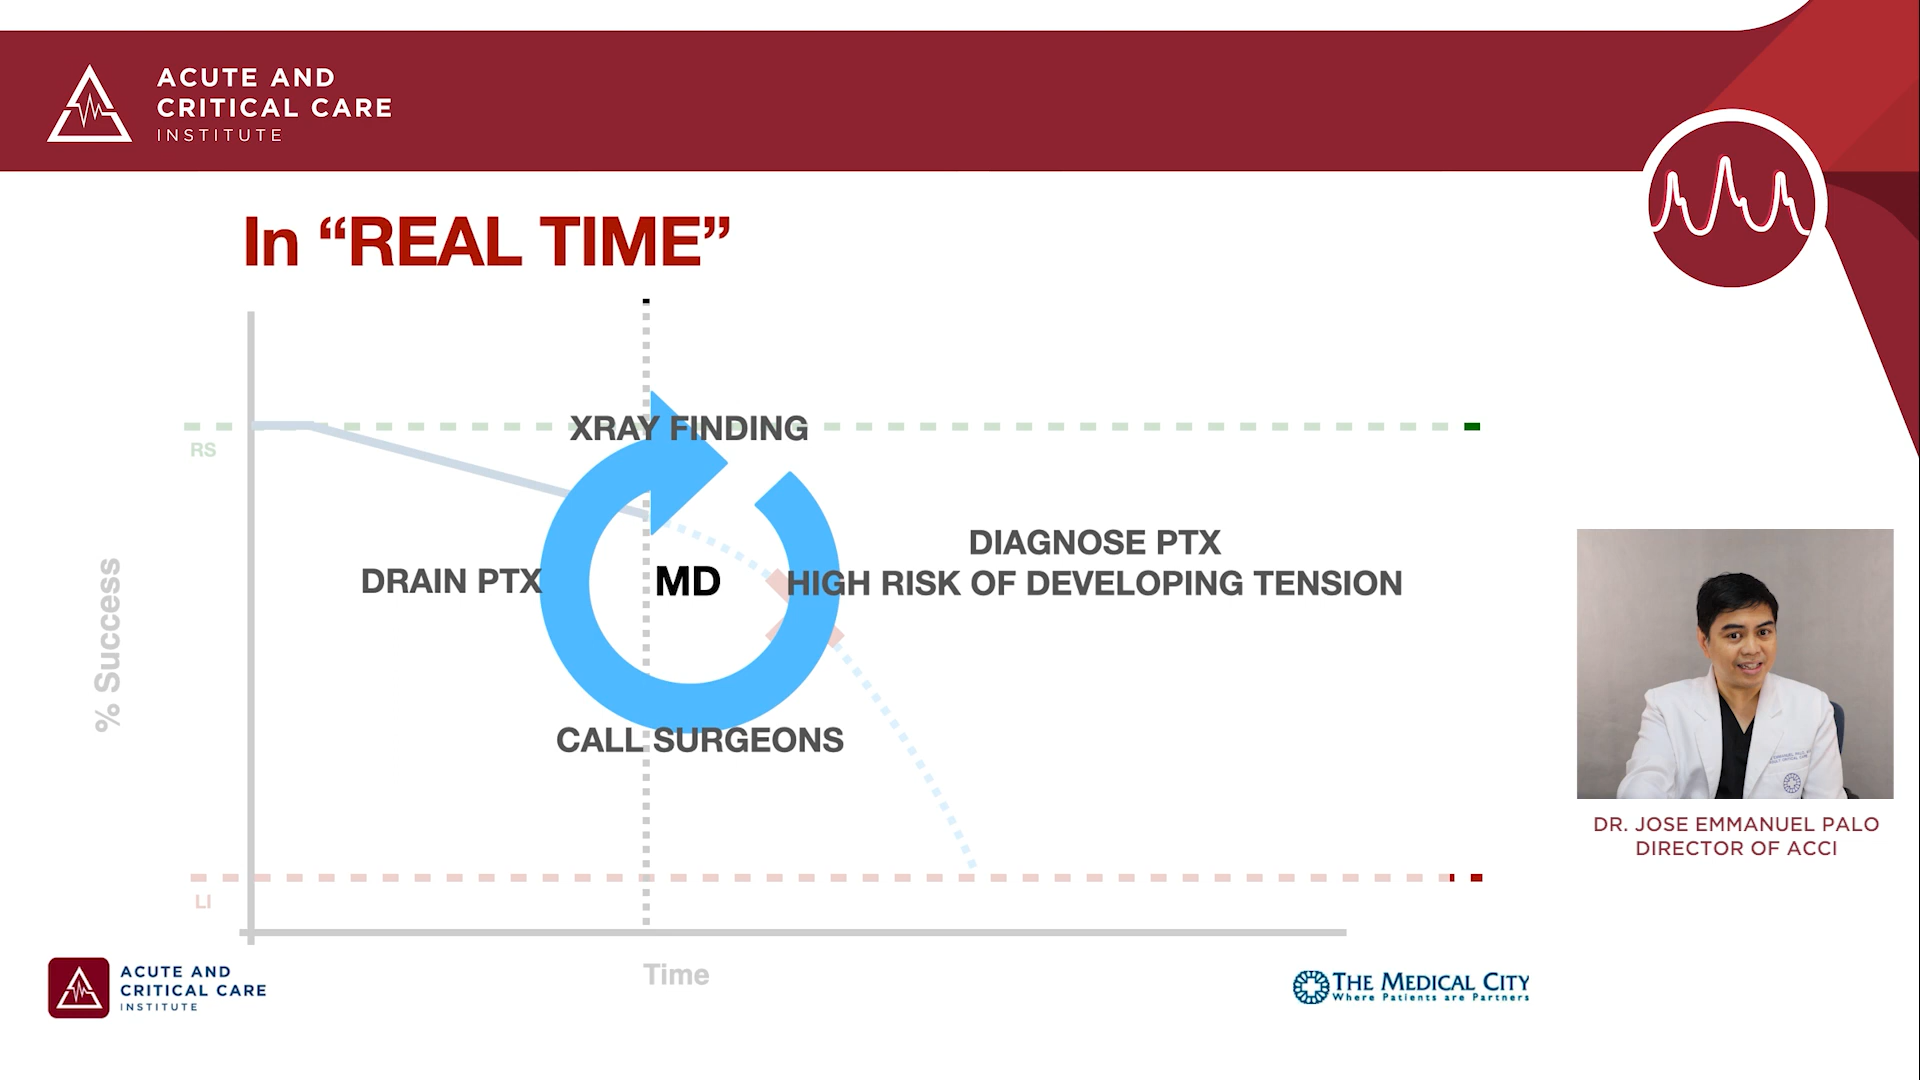 ACUTE AND
CRITICAL CARE
INSTITUTE
In “REAL TIME”
XRAY FINDING
RS
DIAGNOSE PTX
DRAIN PTX
MD
HIGH RISK OF DEVELOPING TENSION
% Success
CALL SURGEONS
DR. JOSE EMMANUEL PALO
DIRECTOR OF ACCI
LI
Time
ACUTE AND
CRITICAL CARE
INSTITUTE
THE MEDICAL CITY
Where Patients are Partners